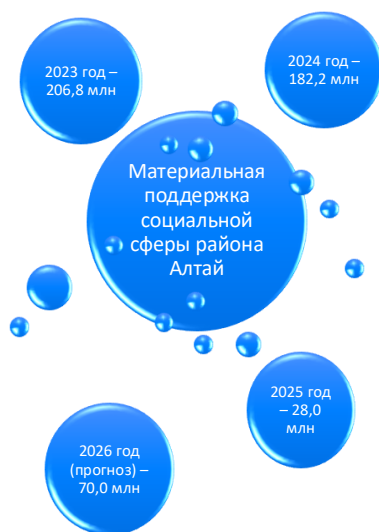 2023 год –
206,8 млн
2024 год –
182,2 млн
Материальная
поддержка
социальной
сферы района
Алтай
2025 год
– 28,0
млн
2026 год
(прогноз) –
70,0 млн